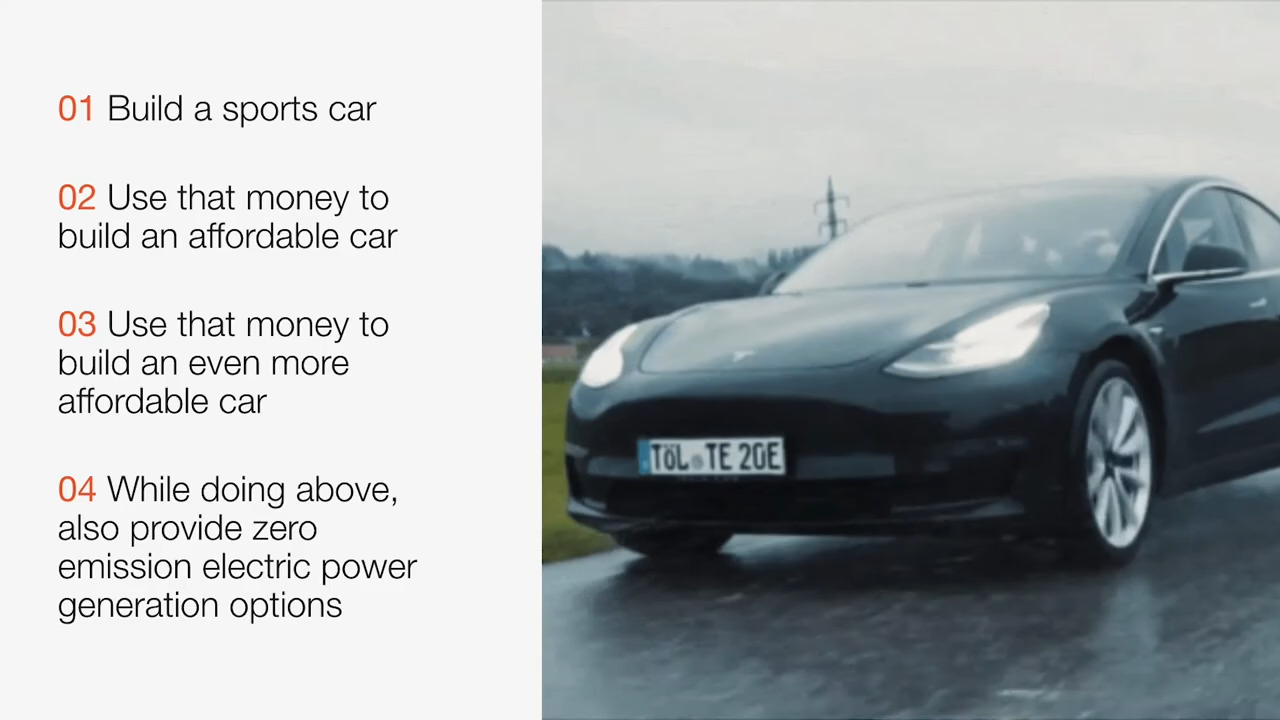 01 Build a sports car
02 Use that money to
build an affordable car
03 Use that money to
build an even more
affordable car
04 While doing above,
also provide zero
emission electric power
generation options
TÖL TE 20E